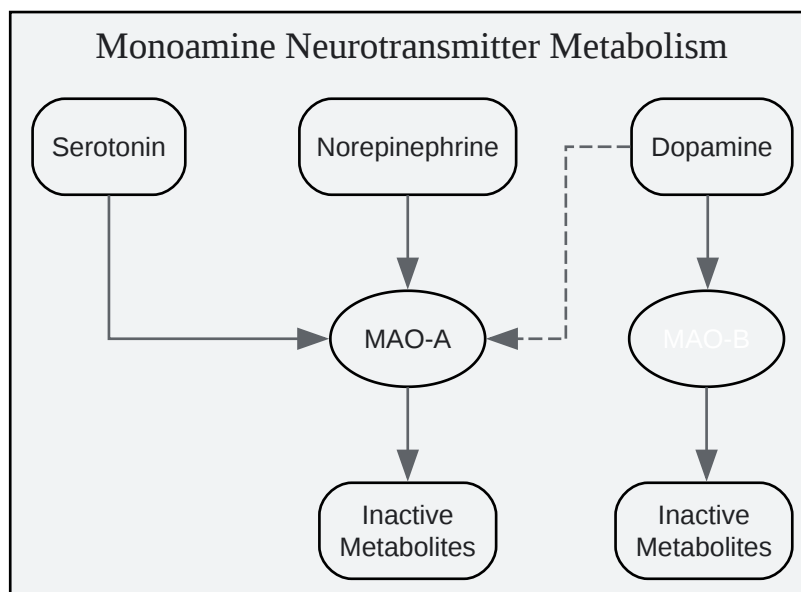 Monoamine Neurotransmitter Metabolism
Serotonin
Norepinephrine
Dopamine
MAO-A
MAO-B
Inactive
Metabolites
Inactive
Metabolites